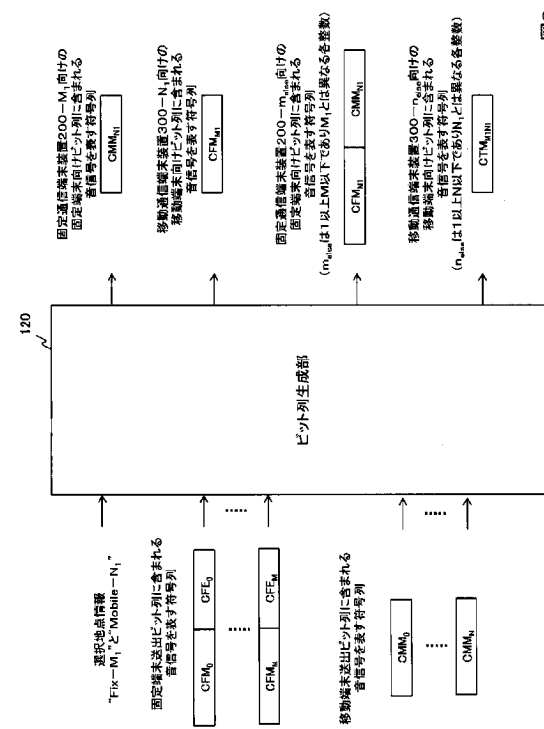 120
選択地点情報
"Fix－M₁"と"Mobile－N₁"
固定端末送出ビット列に含まれる
音信号を表す符号列
CFM₀ CFE₀
CFM_N CFE_M
移動端末送出ビット列に含まれる
音信号を表す符号列
CMM₀
CMM_N
ビット列生成部
固定通信端末装置200－M₁向けの
固定端末向けビット列に含まれる
音信号を表す符号列
CMM_N1
移動通信端末装置300－N₁向けの
移動端末向けビット列に含まれる
音信号を表す符号列
CFM_M1
固定通信端末装置200－m_else向けの
固定端末向けビット列に含まれる
音信号を表す符号列
(m_elseは1以上M以下でありM₁とは異なる各整数)
CFM_N1 CMM_N1
移動通信端末装置300－n_else向けの
移動端末向けビット列に含まれる
音信号を表す符号列
(n_elseは1以上N以下でありN₁とは異なる各整数)
CTM_M1N1